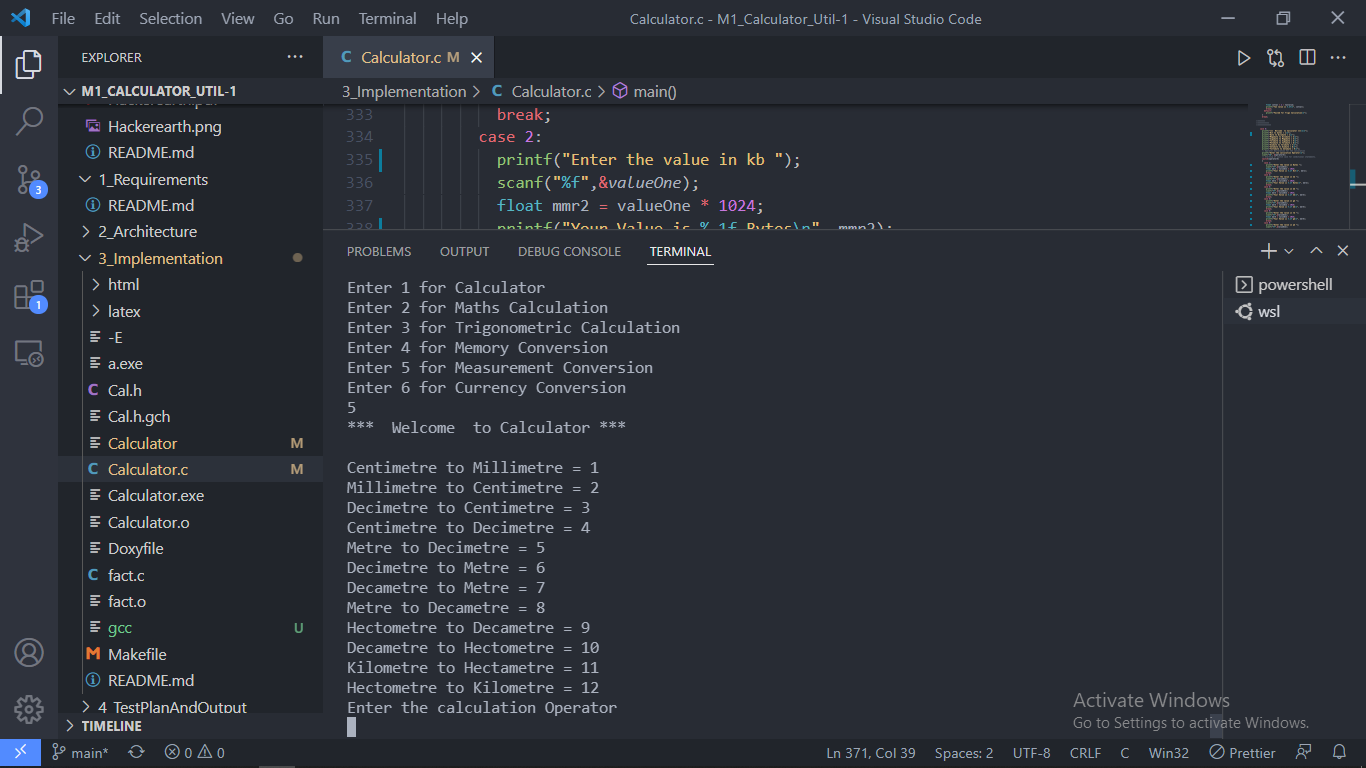 File Edit Selection View Go Run Terminal Help
Calculator.c - M1_Calculator_Util-1 - Visual Studio Code
EXPLORER
M1_CALCULATOR_UTIL-1
Hackerearth.png
README.md
1_Requirements
README.md
2_Architecture
3_Implementation
html
latex
-E
a.exe
Cal.h
Cal.h.gch
Calculator M
Calculator.c M
Calculator.exe
Calculator.o
Doxyfile
fact.c
fact.o
gcc U
Makefile
README.md
4_TestPlanAndOutput
TIMELINE
3
1
Calculator.c M
3_Implementation > Calculator.c > main()
333 break;
334 case 2:
335 printf("Enter the value in kb ");
336 scanf("%f",&valueOne);
337 float mmr2 = valueOne * 1024;
338 printf("Your Value is %.1f Bytes\n", mmr2);
PROBLEMS OUTPUT DEBUG CONSOLE TERMINAL
Enter 1 for Calculator
Enter 2 for Maths Calculation
Enter 3 for Trigonometric Calculation
Enter 4 for Memory Conversion
Enter 5 for Measurement Conversion
Enter 6 for Currency Conversion
5
***  Welcome  to Calculator ***
Centimetre to Millimetre = 1
Millimetre to Centimetre = 2
Decimetre to Centimetre = 3
Centimetre to Decimetre = 4
Metre to Decimetre = 5
Decimetre to Metre = 6
Decametre to Metre = 7
Metre to Decametre = 8
Hectometre to Decametre = 9
Decametre to Hectometre = 10
Kilometre to Hectametre = 11
Hectometre to Kilometre = 12
Enter the calculation Operator
powershell
wsl
Activate Windows
Go to Settings to activate Windows.
main* 0 0
Ln 371, Col 39 Spaces: 2 UTF-8 CRLF C Win32 Prettier